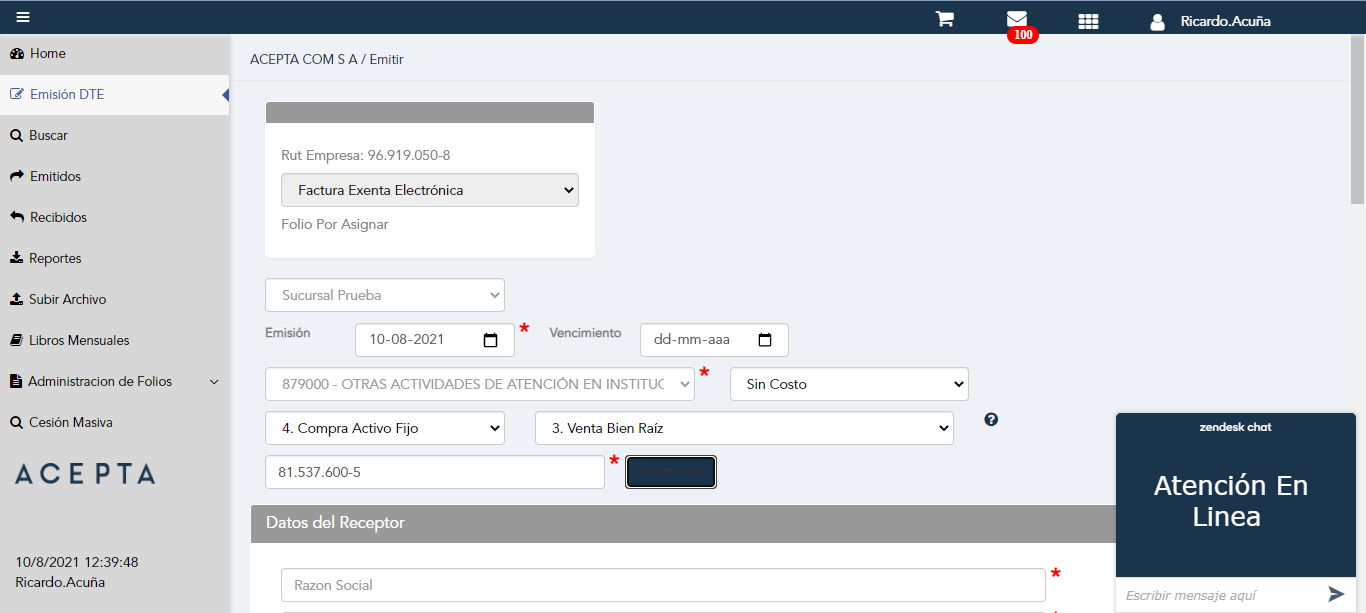 Ricardo.Acuña
100
Home
Emisión DTE
Buscar
Emitidos
Recibidos
Reportes
Subir Archivo
Libros Mensuales
Administracion de Folios
Cesión Masiva
ACEPTA
10/8/2021 12:39:48
Ricardo.Acuña
ACEPTA COM S A / Emitir
Rut Empresa: 96.919.050-8
Factura Exenta Electrónica
Folio Por Asignar
Sucursal Prueba
Emisión 10-08-2021 * Vencimiento dd-mm-aaa
879000 - OTRAS ACTIVIDADES DE ATENCIÓN EN INSTITUC * Sin Costo
4. Compra Activo Fijo 3. Venta Bien Raíz ?
81.537.600-5 *
Datos del Receptor
Razon Social *
zendesk chat
Atención En
Linea
Escribir mensaje aquí